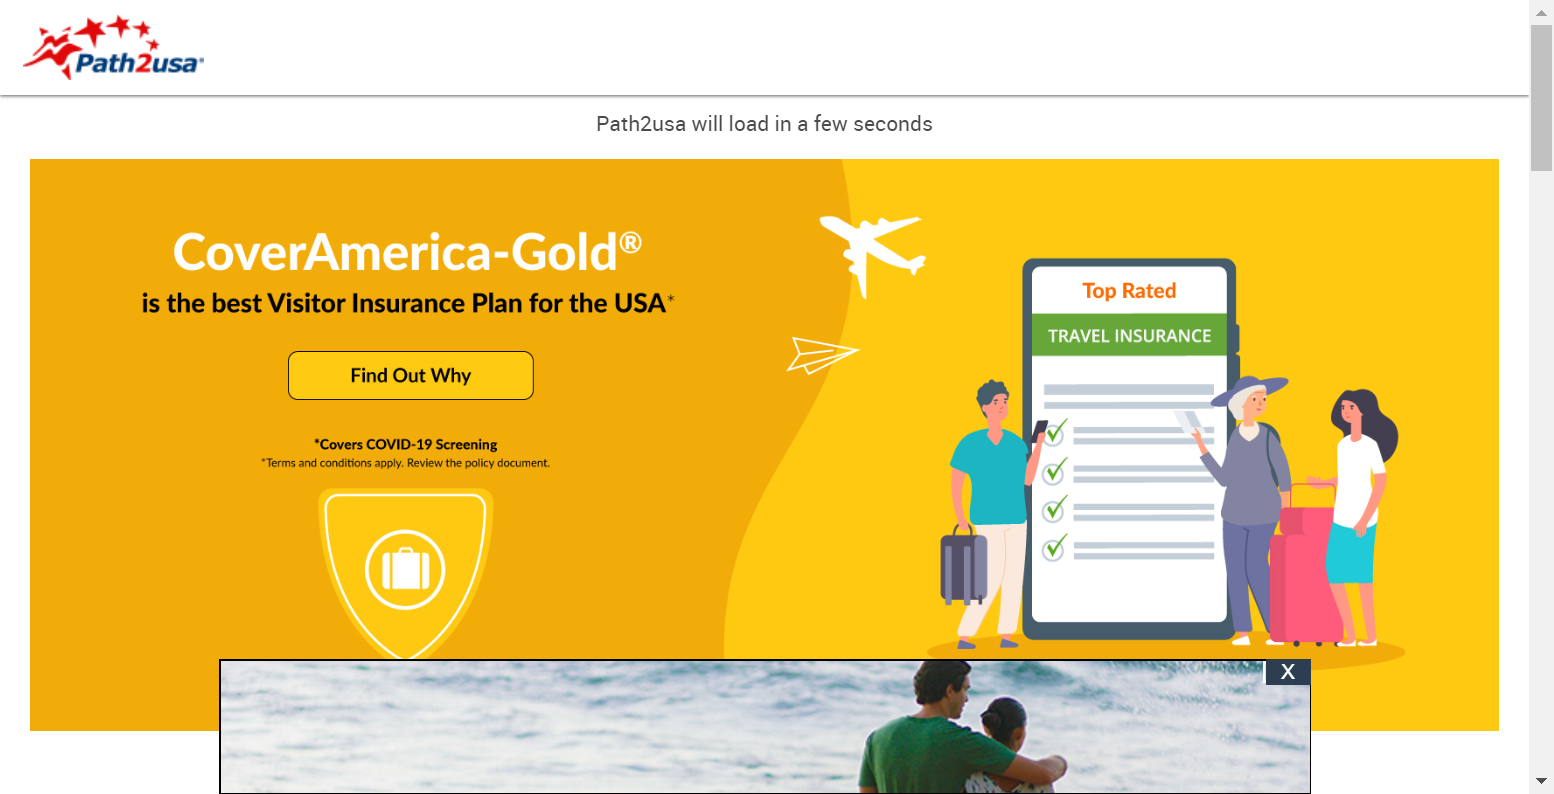 Path2usa®
Path2usa will load in a few seconds
CoverAmerica-Gold®
is the best Visitor Insurance Plan for the USA*
Find Out Why
*Covers COVID-19 Screening
*Terms and conditions apply. Review the policy document.
Top Rated
TRAVEL INSURANCE
X